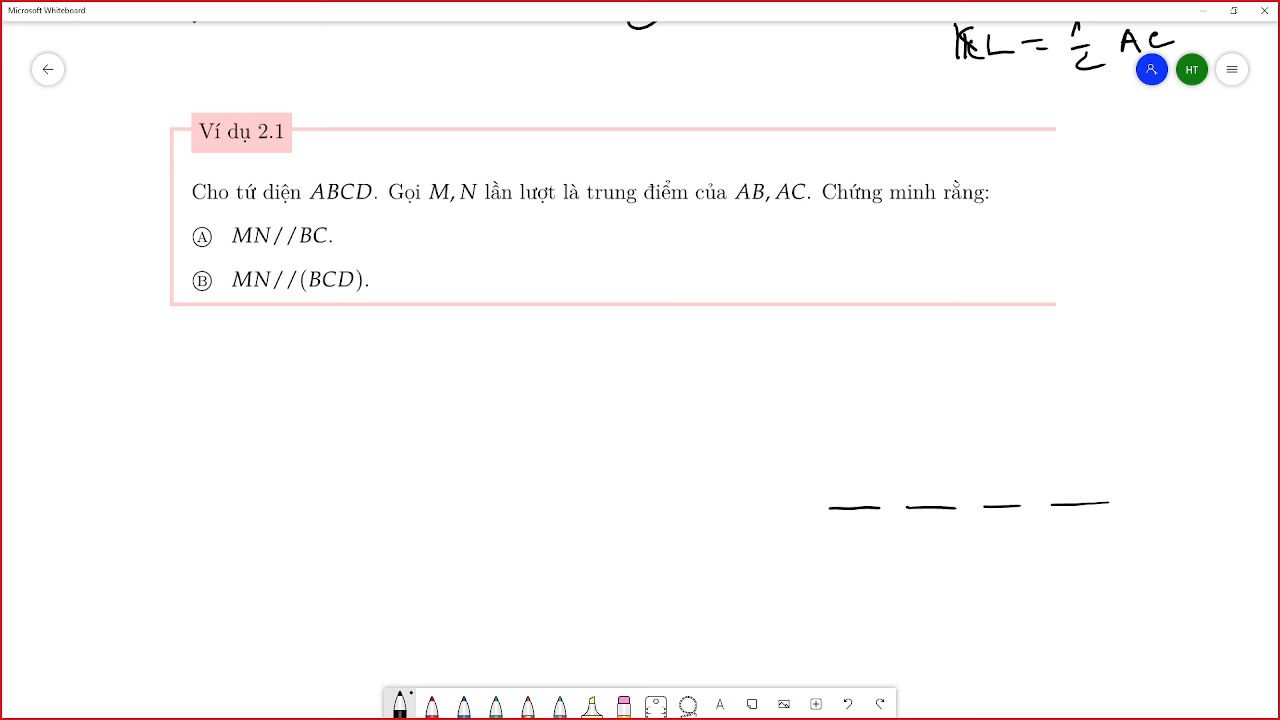 Microsoft Whiteboard
KL = 1/2 AC
HT
Ví dụ 2.1
Cho tứ diện ABCD. Gọi M, N lần lượt là trung điểm của AB, AC. Chứng minh rằng:
A MN//BC.
B MN//(BCD).
A